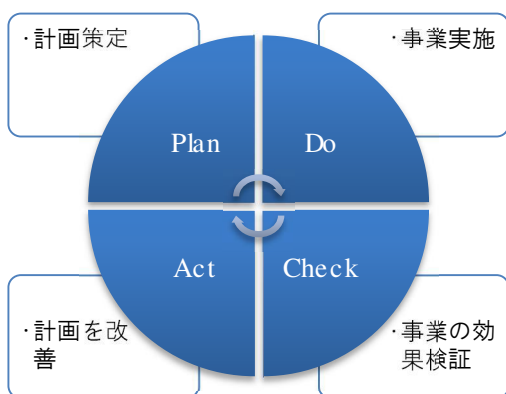 ・計画策定
・事業実施
Plan
Do
Act
Check
・計画を改
善
・事業の効
果検証